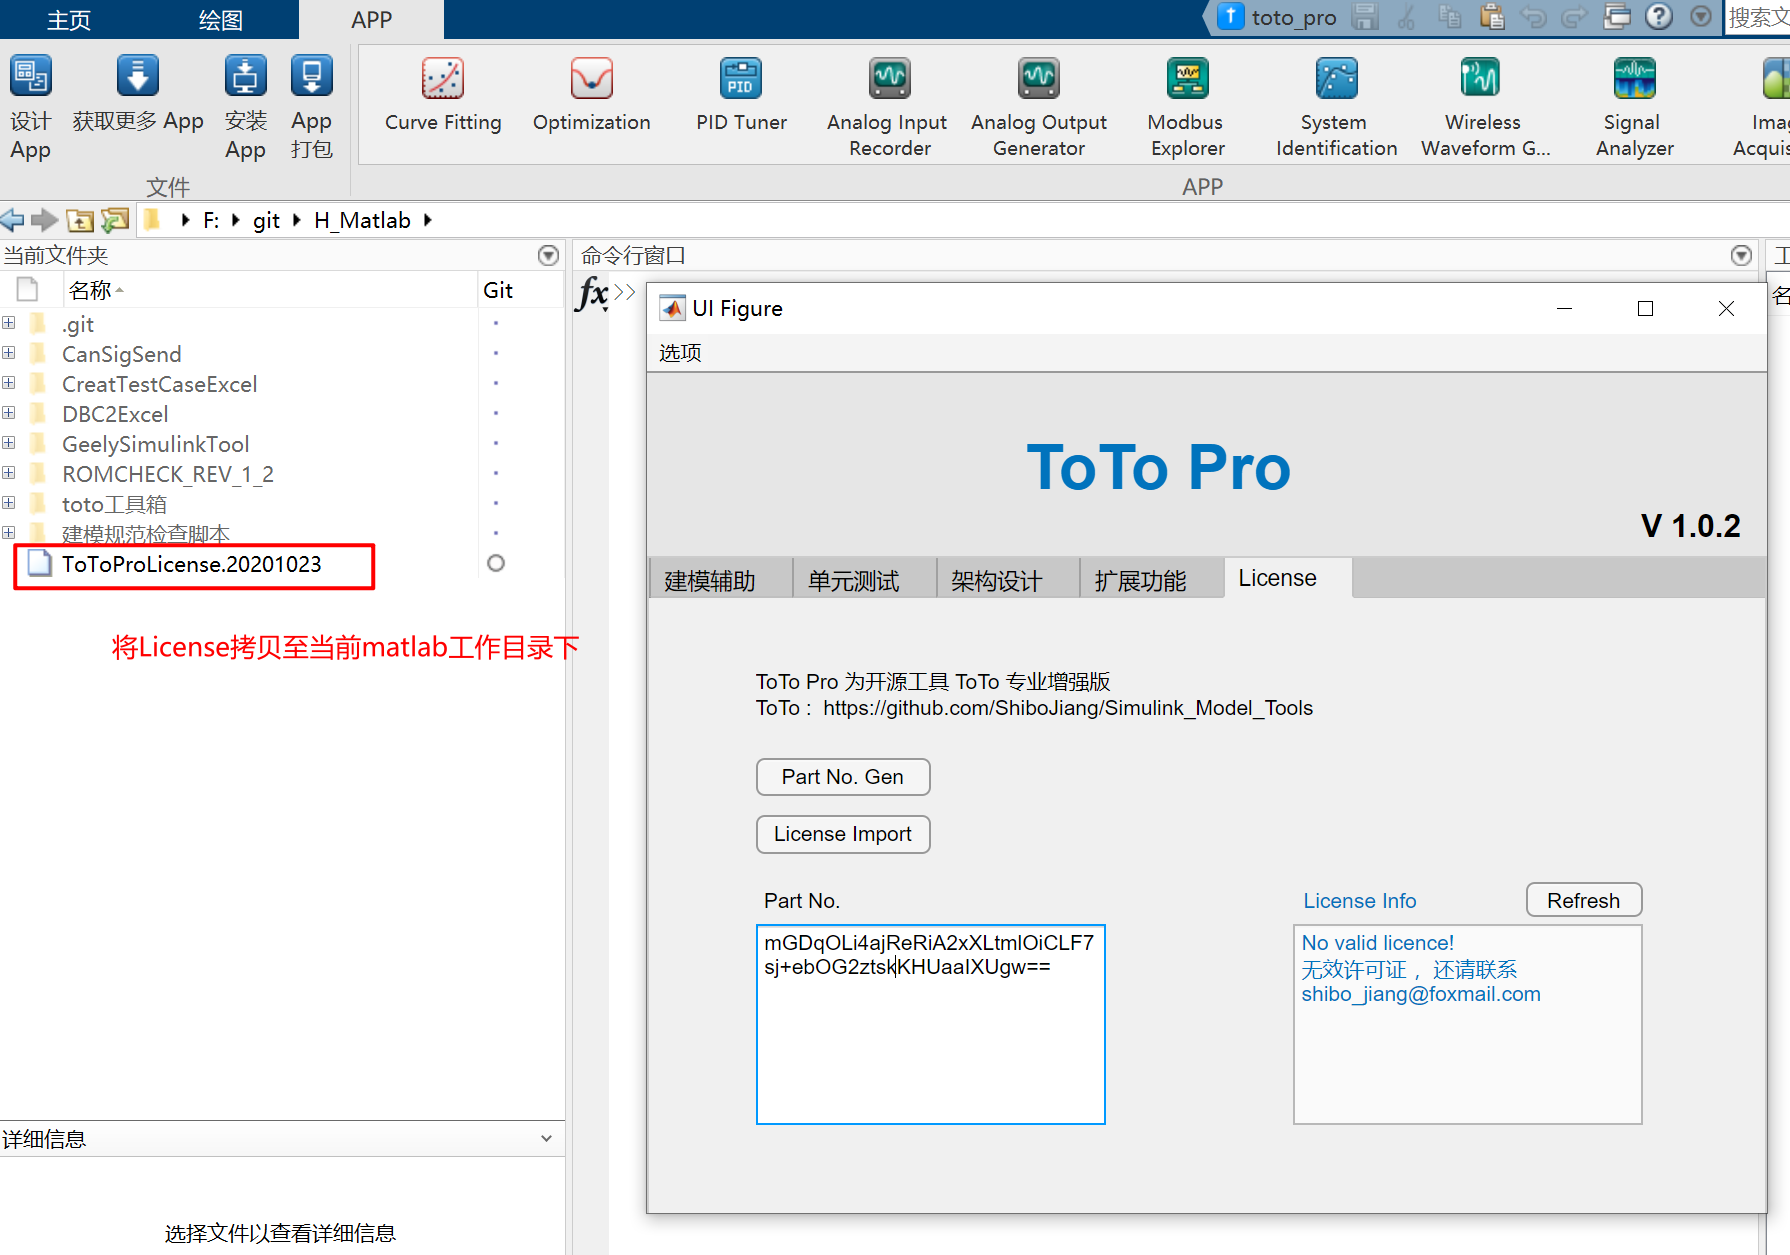 主页 绘图 APP toto_pro 搜索文
设计 App
获取更多 App
安装 App
App 打包
文件
Curve Fitting
Optimization
PID
PID Tuner
Analog Input Recorder
Analog Output Generator
Modbus Explorer
System Identification
Wireless Waveform G...
Signal Analyzer
Imag
Acquis
APP
F: git H_Matlab
当前文件夹
名称 Git
.git
CanSigSend
CreatTestCaseExcel
DBC2Excel
GeelySimulinkTool
ROMCHECK_REV_1_2
toto工具箱
建模规范检查脚本
ToToProLicense.20201023
将License拷贝至当前matlab工作目录下
详细信息
选择文件以查看详细信息
命令行窗口
fx >>
工
名
UI Figure
选项
ToTo Pro
V 1.0.2
建模辅助 单元测试 架构设计 扩展功能 License
ToTo Pro 为开源工具 ToTo 专业增强版
ToTo : https://github.com/ShiboJiang/Simulink_Model_Tools
Part No. Gen
License Import
Part No.
mGDqOLi4ajReRiA2xXLtmlOiCLF7
sj+ebOG2ztskKHUaaIXUgw==
License Info Refresh
No valid licence!
无效许可证 ，还请联系
shibo_jiang@foxmail.com